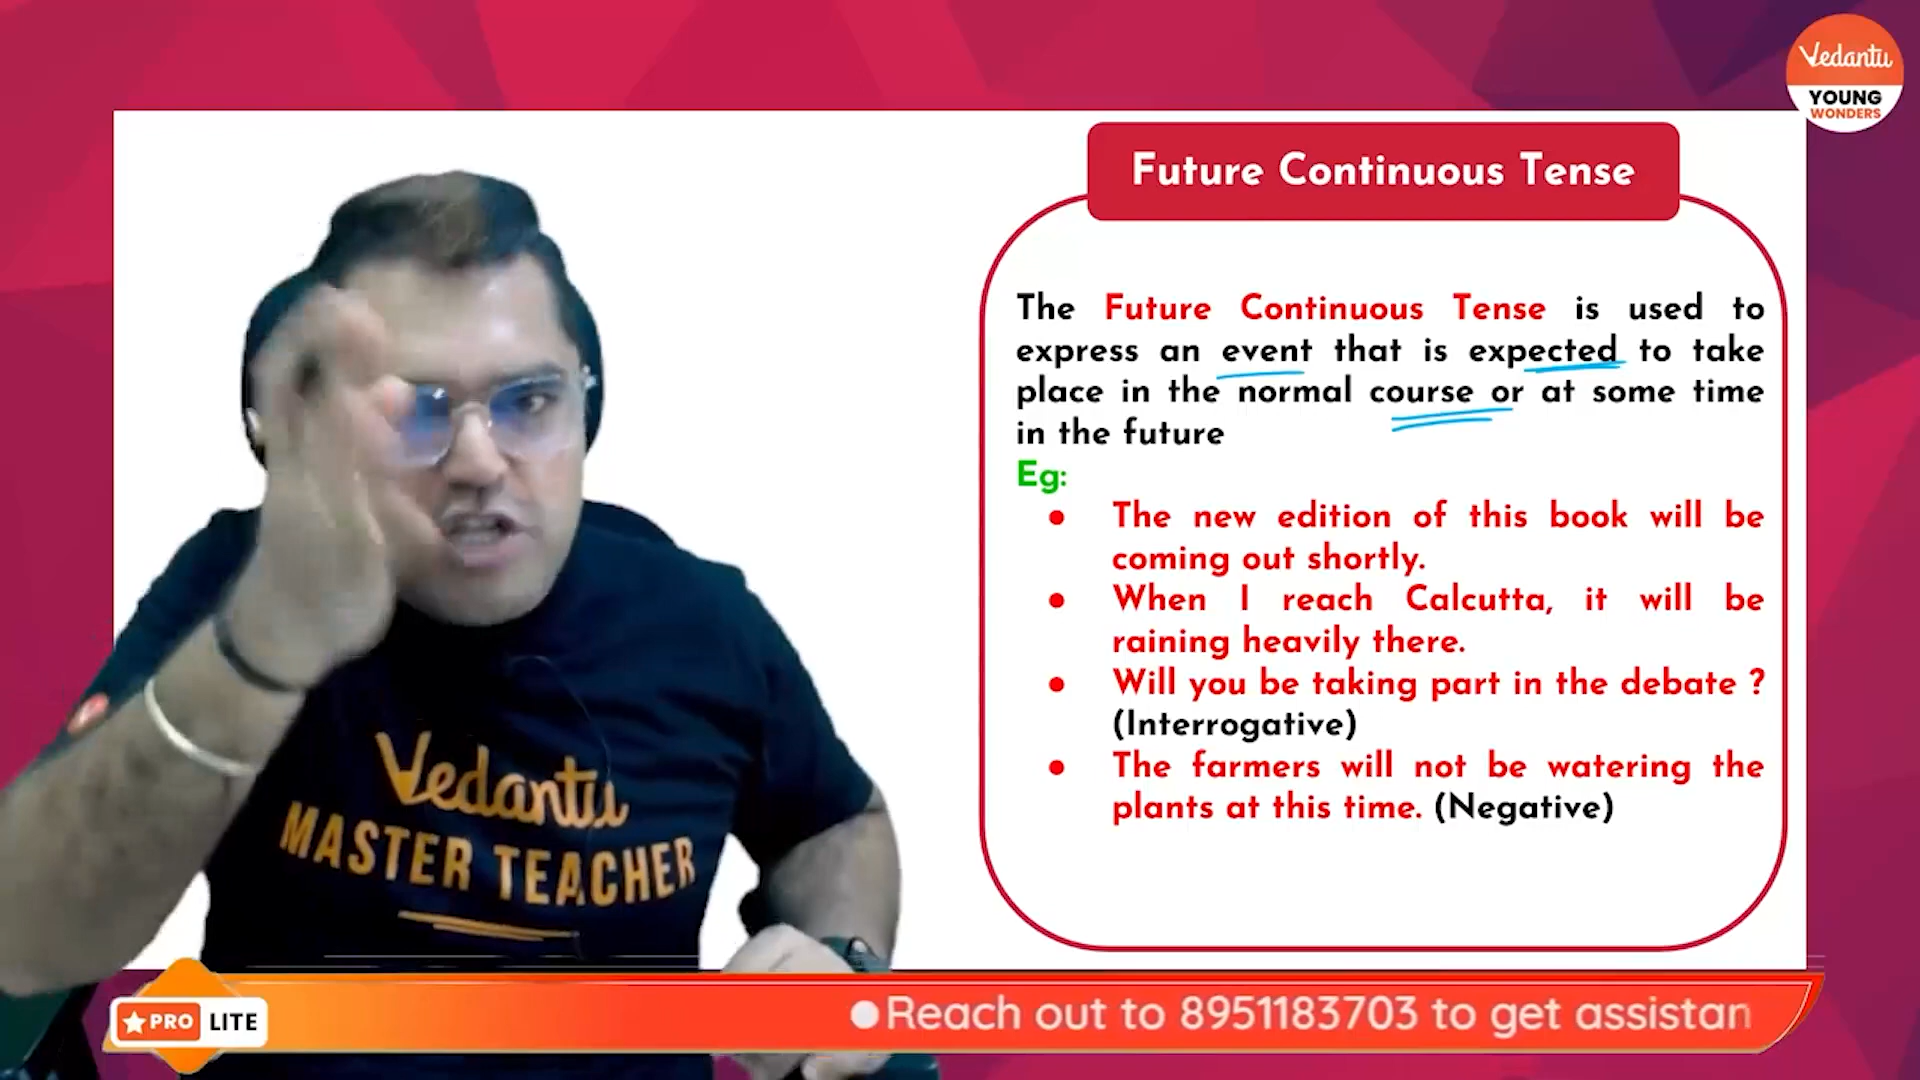 Vedantu
YOUNG
WONDERS
Future Continuous Tense
The Future Continuous Tense is used to
express an event that is expected to take
place in the normal course or at some time
in the future
Eg:
● The new edition of this book will be
coming out shortly.
● When I reach Calcutta, it will be
raining heavily there.
● Will you be taking part in the debate ?
(Interrogative)
● The farmers will not be watering the
plants at this time. (Negative)
Vedantu
MASTER TEACHER
PRO LITE
●Reach out to 8951183703 to get assistan